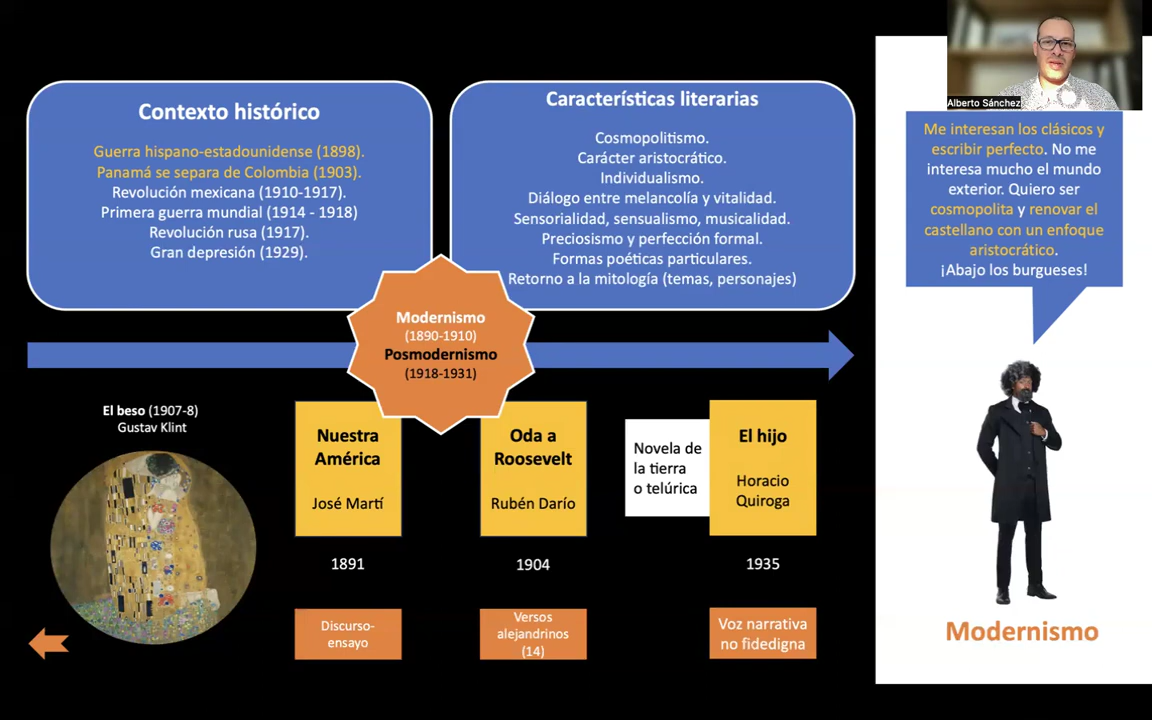 Contexto histórico
Guerra hispano-estadounidense (1898).
Panamá se separa de Colombia (1903).
Revolución mexicana (1910-1917).
Primera guerra mundial (1914 - 1918)
Revolución rusa (1917).
Gran depresión (1929).
Características literarias
Cosmopolitismo.
Carácter aristocrático.
Individualismo.
Diálogo entre melancolía y vitalidad.
Sensorialidad, sensualismo, musicalidad.
Preciosismo y perfección formal.
Formas poéticas particulares.
Retorno a la mitología (temas, personajes)
Alberto Sánchez
Me interesan los clásicos y
escribir perfecto. No me
interesa mucho el mundo
exterior. Quiero ser
cosmopolita y renovar el
castellano con un enfoque
aristocrático.
¡Abajo los burgueses!
Modernismo
(1890-1910)
Posmodernismo
(1918-1931)
El beso (1907-8)
Gustav Klint
Nuestra
América
José Martí
1891
Discurso-
ensayo
Oda a
Roosevelt
Rubén Darío
1904
Versos
alejandrinos
(14)
Novela de
la tierra
o telúrica
El hijo
Horacio
Quiroga
1935
Voz narrativa
no fidedigna
Modernismo